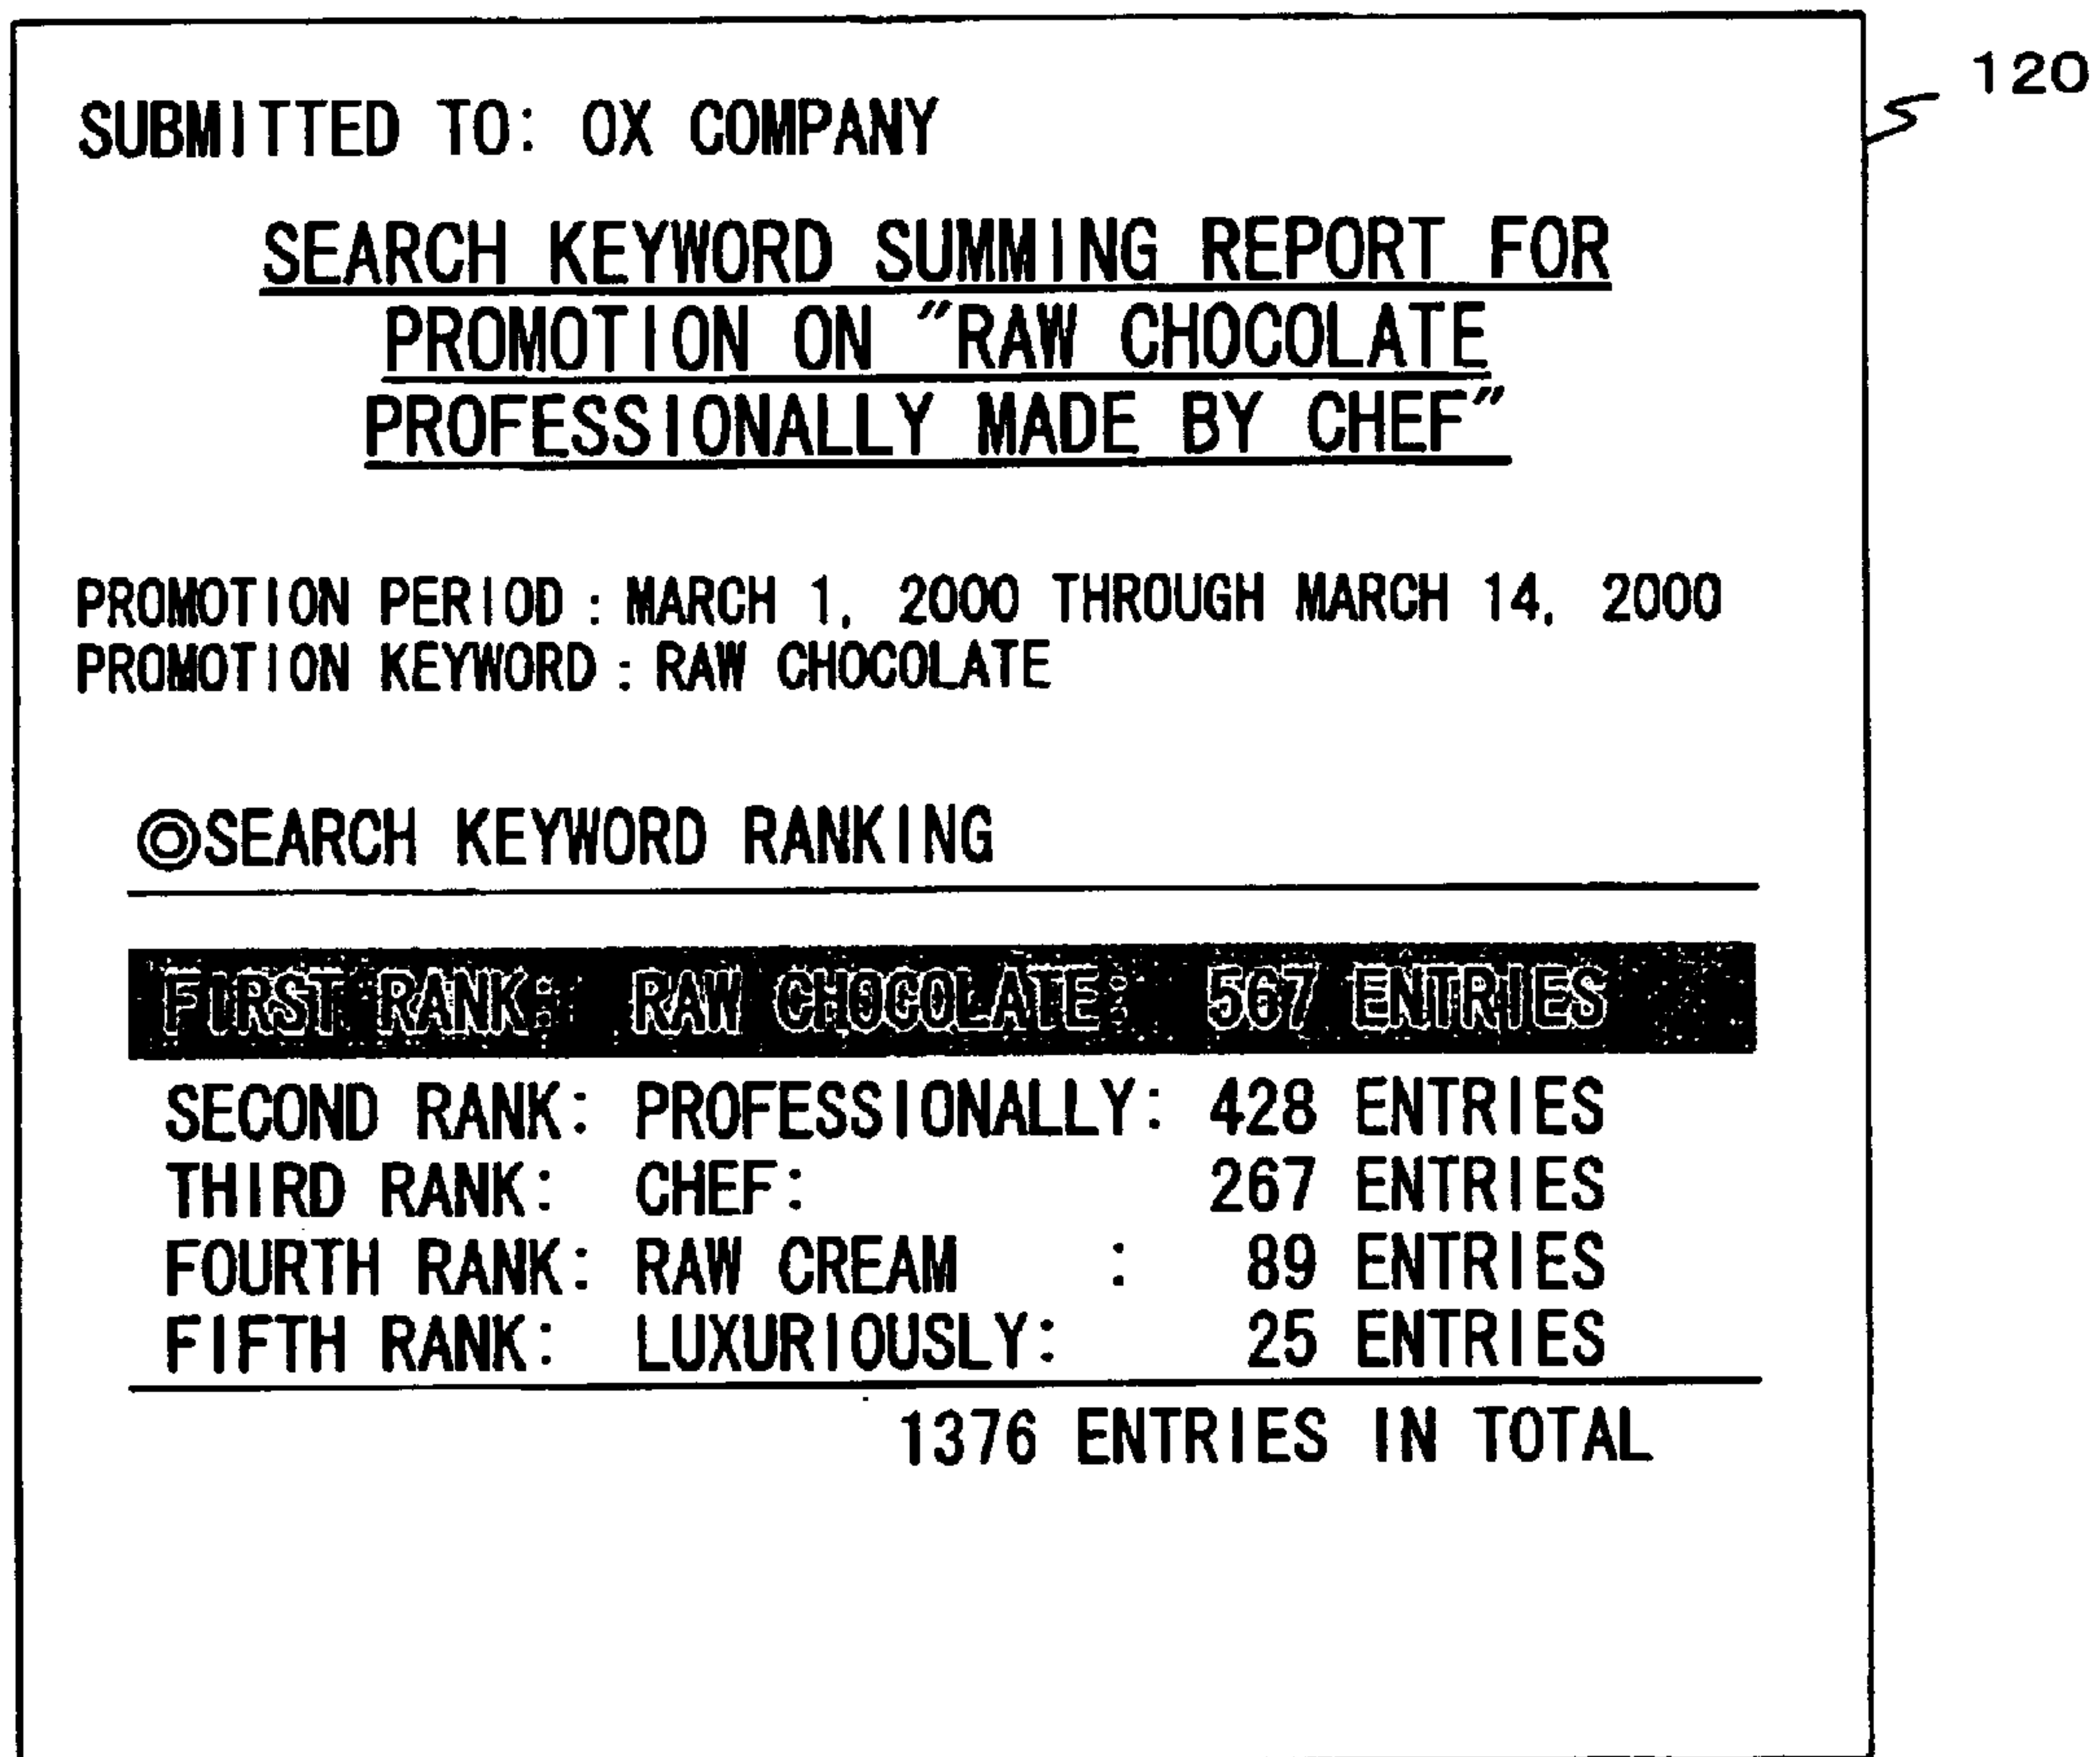 120
SUBMITTED TO: OX COMPANY
SEARCH KEYWORD SUMMING REPORT FOR
PROMOTION ON "RAW CHOCOLATE
PROFESSIONALLY MADE BY CHEF"
PROMOTION PERIOD : MARCH 1, 2000 THROUGH MARCH 14, 2000
PROMOTION KEYWORD : RAW CHOCOLATE
◎SEARCH KEYWORD RANKING
FIRST RANK: RAW CHOCOLATE: 567 ENTRIES
SECOND RANK: PROFESSIONALLY: 428 ENTRIES
THIRD RANK: CHEF: 267 ENTRIES
FOURTH RANK: RAW CREAM : 89 ENTRIES
FIFTH RANK: LUXURIOUSLY: 25 ENTRIES
1376 ENTRIES IN TOTAL